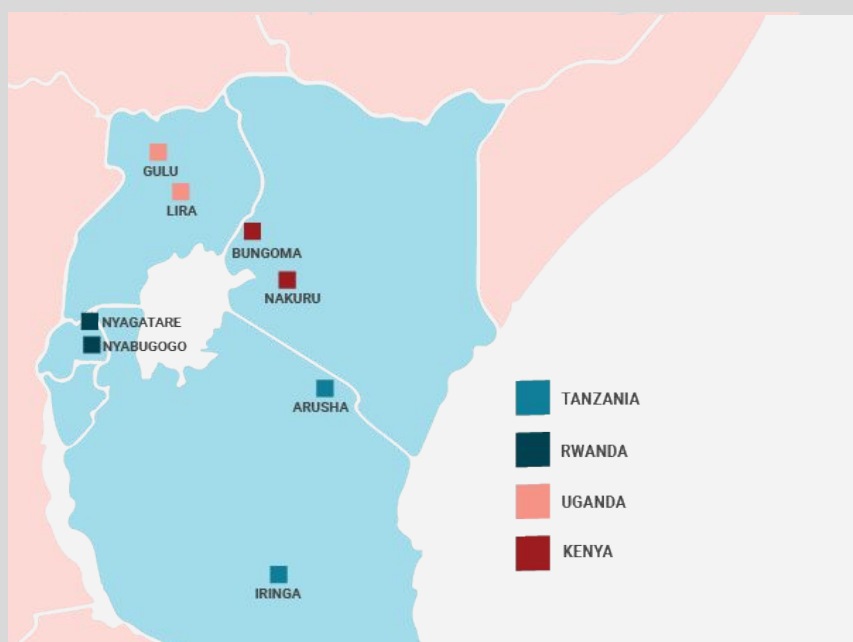 GULU
LIRA
BUNGOMA
NAKURU
NYAGATARE
NYABUGOGO
ARUSHA
IRINGA
TANZANIA
RWANDA
UGANDA
KENYA